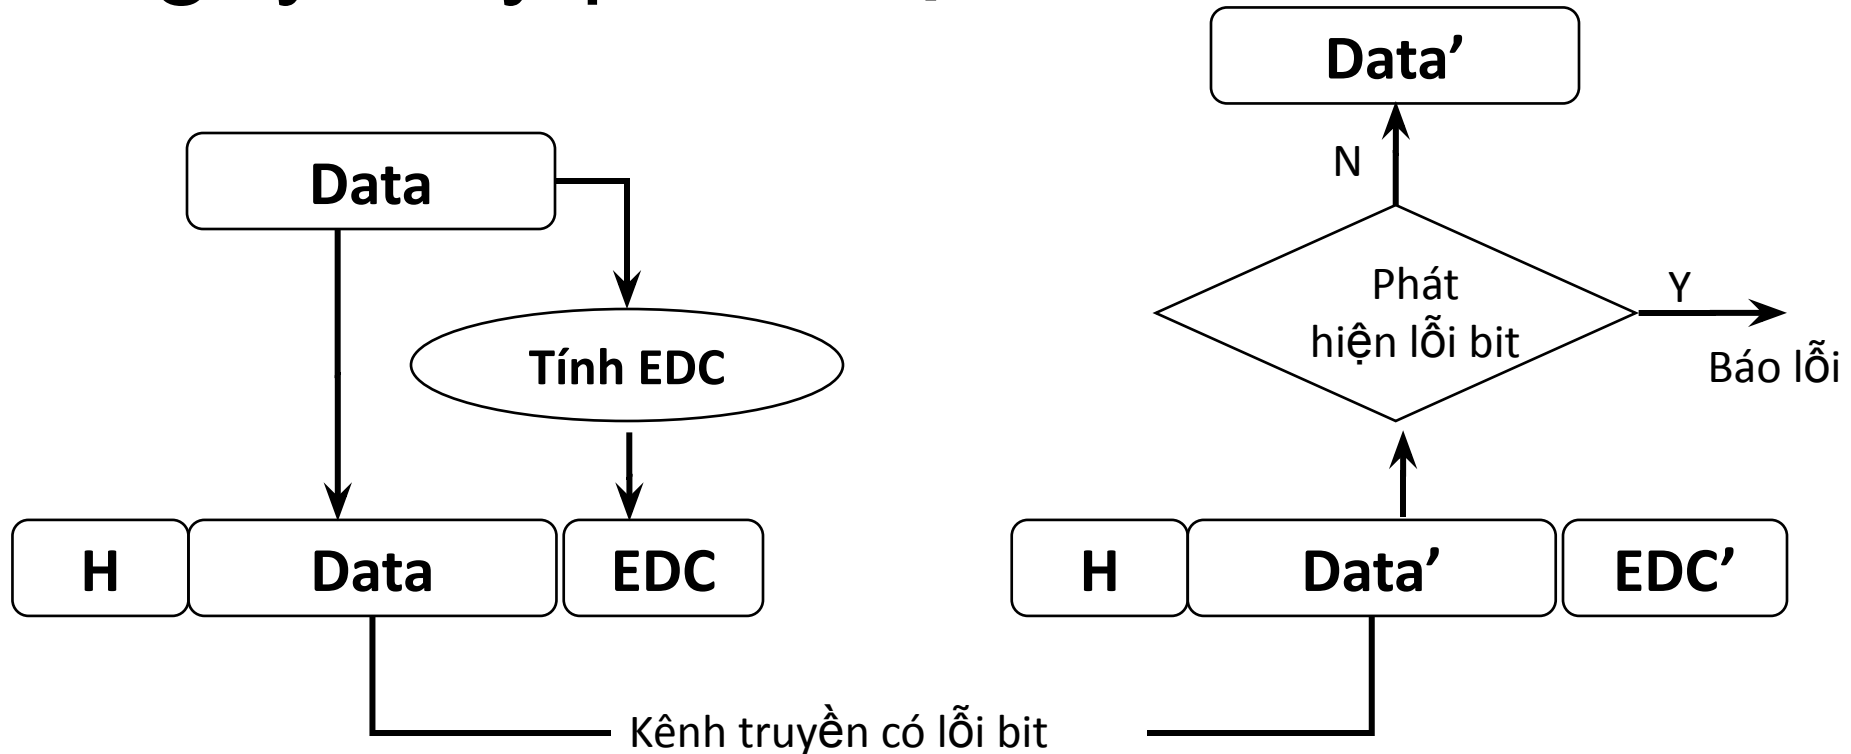 Data’
N
Data
Phát
Y
hiện lỗi bit
Tính EDC
Báo lỗi
H
Data
EDC
H
Data’
EDC’
Kênh truyền có lỗi bit